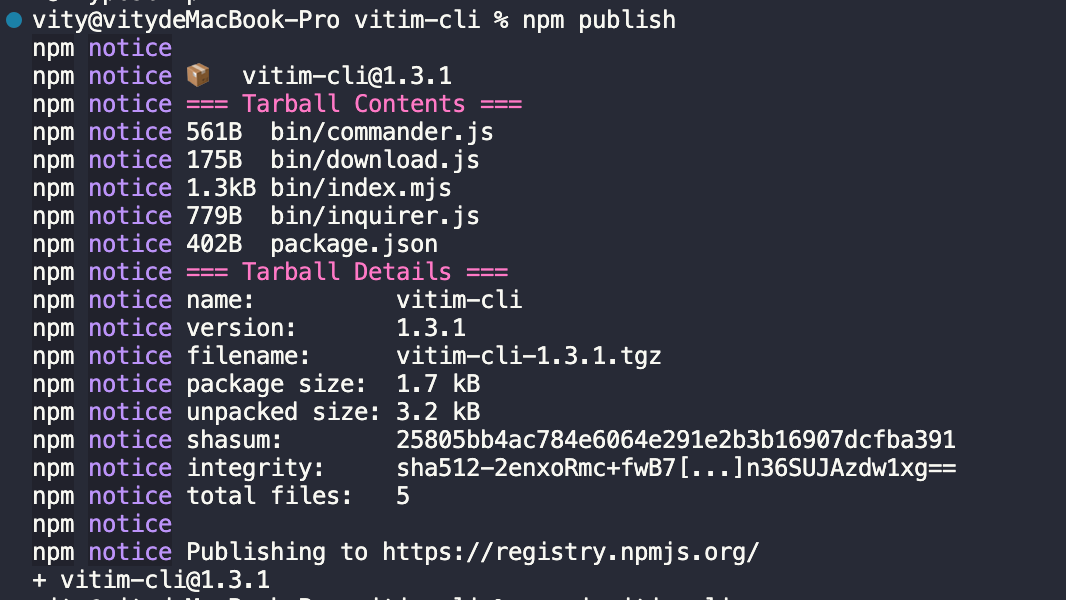 vity@vitydeMacBook-Pro vitim-cli % npm publish
npm notice
npm notice 📦  vitim-cli@1.3.1
npm notice === Tarball Contents ===
npm notice 561B  bin/commander.js
npm notice 175B  bin/download.js
npm notice 1.3kB bin/index.mjs
npm notice 779B  bin/inquirer.js
npm notice 402B  package.json
npm notice === Tarball Details ===
npm notice name:          vitim-cli
npm notice version:       1.3.1
npm notice filename:      vitim-cli-1.3.1.tgz
npm notice package size:  1.7 kB
npm notice unpacked size: 3.2 kB
npm notice shasum:        25805bb4ac784e6064e291e2b3b16907dcfba391
npm notice integrity:     sha512-2enxoRmc+fwB7[...]n36SUJAzdw1xg==
npm notice total files:   5
npm notice
npm notice Publishing to https://registry.npmjs.org/
+ vitim-cli@1.3.1